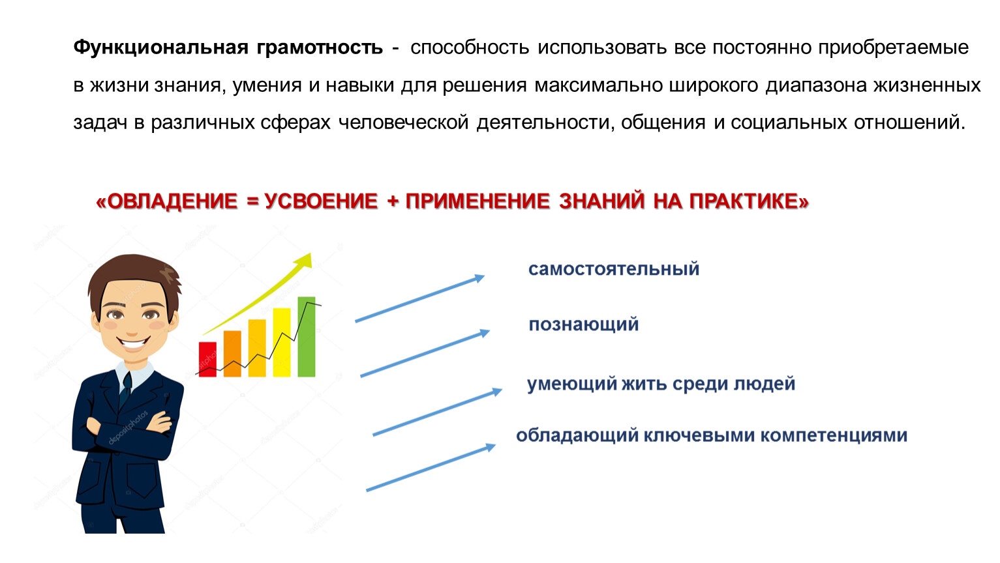 Функциональная грамотность - способность использовать все постоянно приобретаемые
в жизни знания, умения и навыки для решения максимально широкого диапазона жизненных
задач в различных сферах человеческой деятельности, общения и социальных отношений.
«ОВЛАДЕНИЕ = УСВОЕНИЕ + ПРИМЕНЕНИЕ ЗНАНИЙ НА ПРАКТИКЕ»
самостоятельный
познающий
умеющий жить среди людей
обладающий ключевыми компетенциями
depositphotos